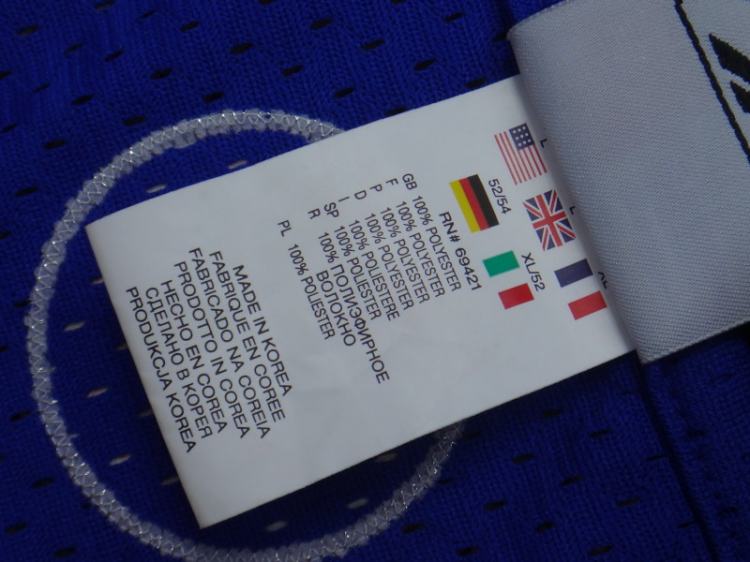 L
L
52/54
XL/52
RN# 69421
GB 100% POLYESTER
F 100% POLYESTER
P 100% POLYESTER
D 100% POLYESTER
I 100% POLIESTERE
SP 100% POLIESTER
R 100% ПОЛИЭФИРНОЕ
ВОЛОКНО
PL 100% POLIESTER
MADE IN KOREA
FABRIQUE EN COREE
FABRICADO NA COREIA
PRODOTTO IN COREA
HECHO EN COREA
СДЕЛАНО В КОРЕЯ
PRODUKCJA KOREA